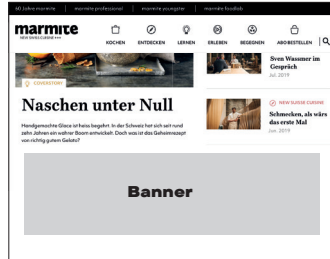 60 Jahre marmite marmite professional marmite youngster marmite foodlab
marmite
NEW SWISS CUISINE
KOCHEN ENTDECKEN LERNEN ERLEBEN BEGEGNEN ABO BESTELLEN
COVERSTORY
Naschen unter Null
Handgemachte Glace ist heiss begehrt. In der Schweiz hat sich seit rund
zehn Jahren ein wahrer Boom entwickelt. Doch was ist das Geheimrezept
von richtig gutem Gelato?
Sven Wassmer im
Gespräch
Jul. 2019
NEW SUISSE CUISINE
Schmecken, als wärs
das erste Mal
Jun. 2019
Banner